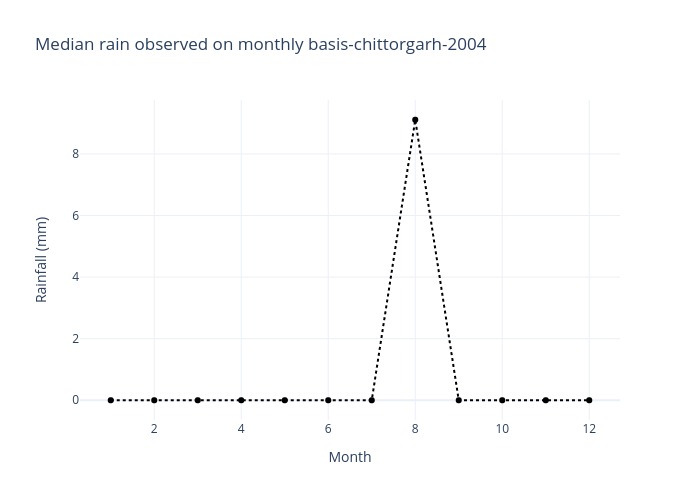 Median rain observed on monthly basis-chittorgarh-2004
8
6
4
2
0
Rainfall (mm)
2 4 6 8 10 12
Month